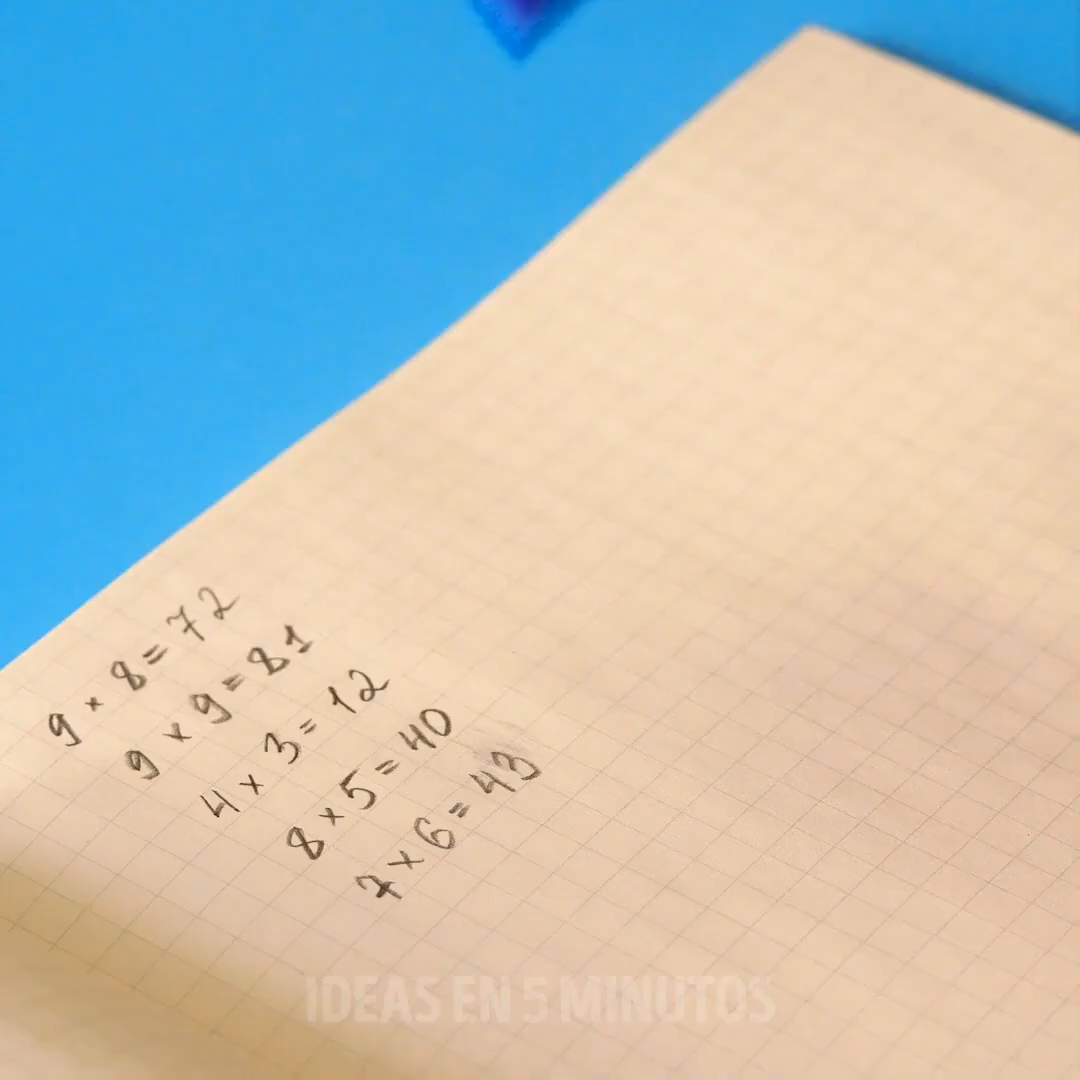 9 × 8 = 72
9 × 9 = 81
4 × 3 = 12
8 × 5 = 40
7 × 6 = 43
IDEAS EN 5 MINUTOS